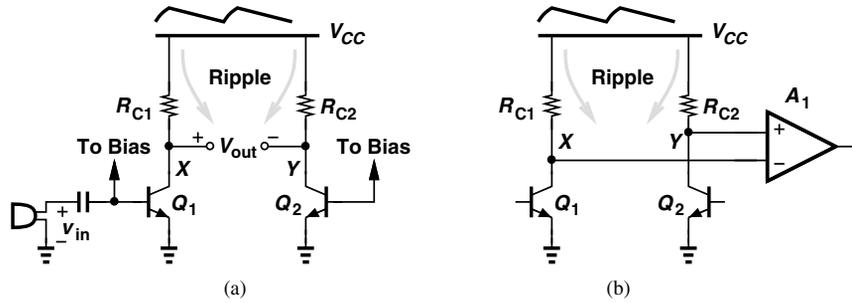 V_CC
Ripple
R_C1
R_C2
To Bias
+ V_out −
To Bias
X
Y
Q_1
Q_2
+
v_in
−
(a)
V_CC
Ripple
A_1
R_C1
R_C2
X
Y
+
−
Q_1
Q_2
(b)